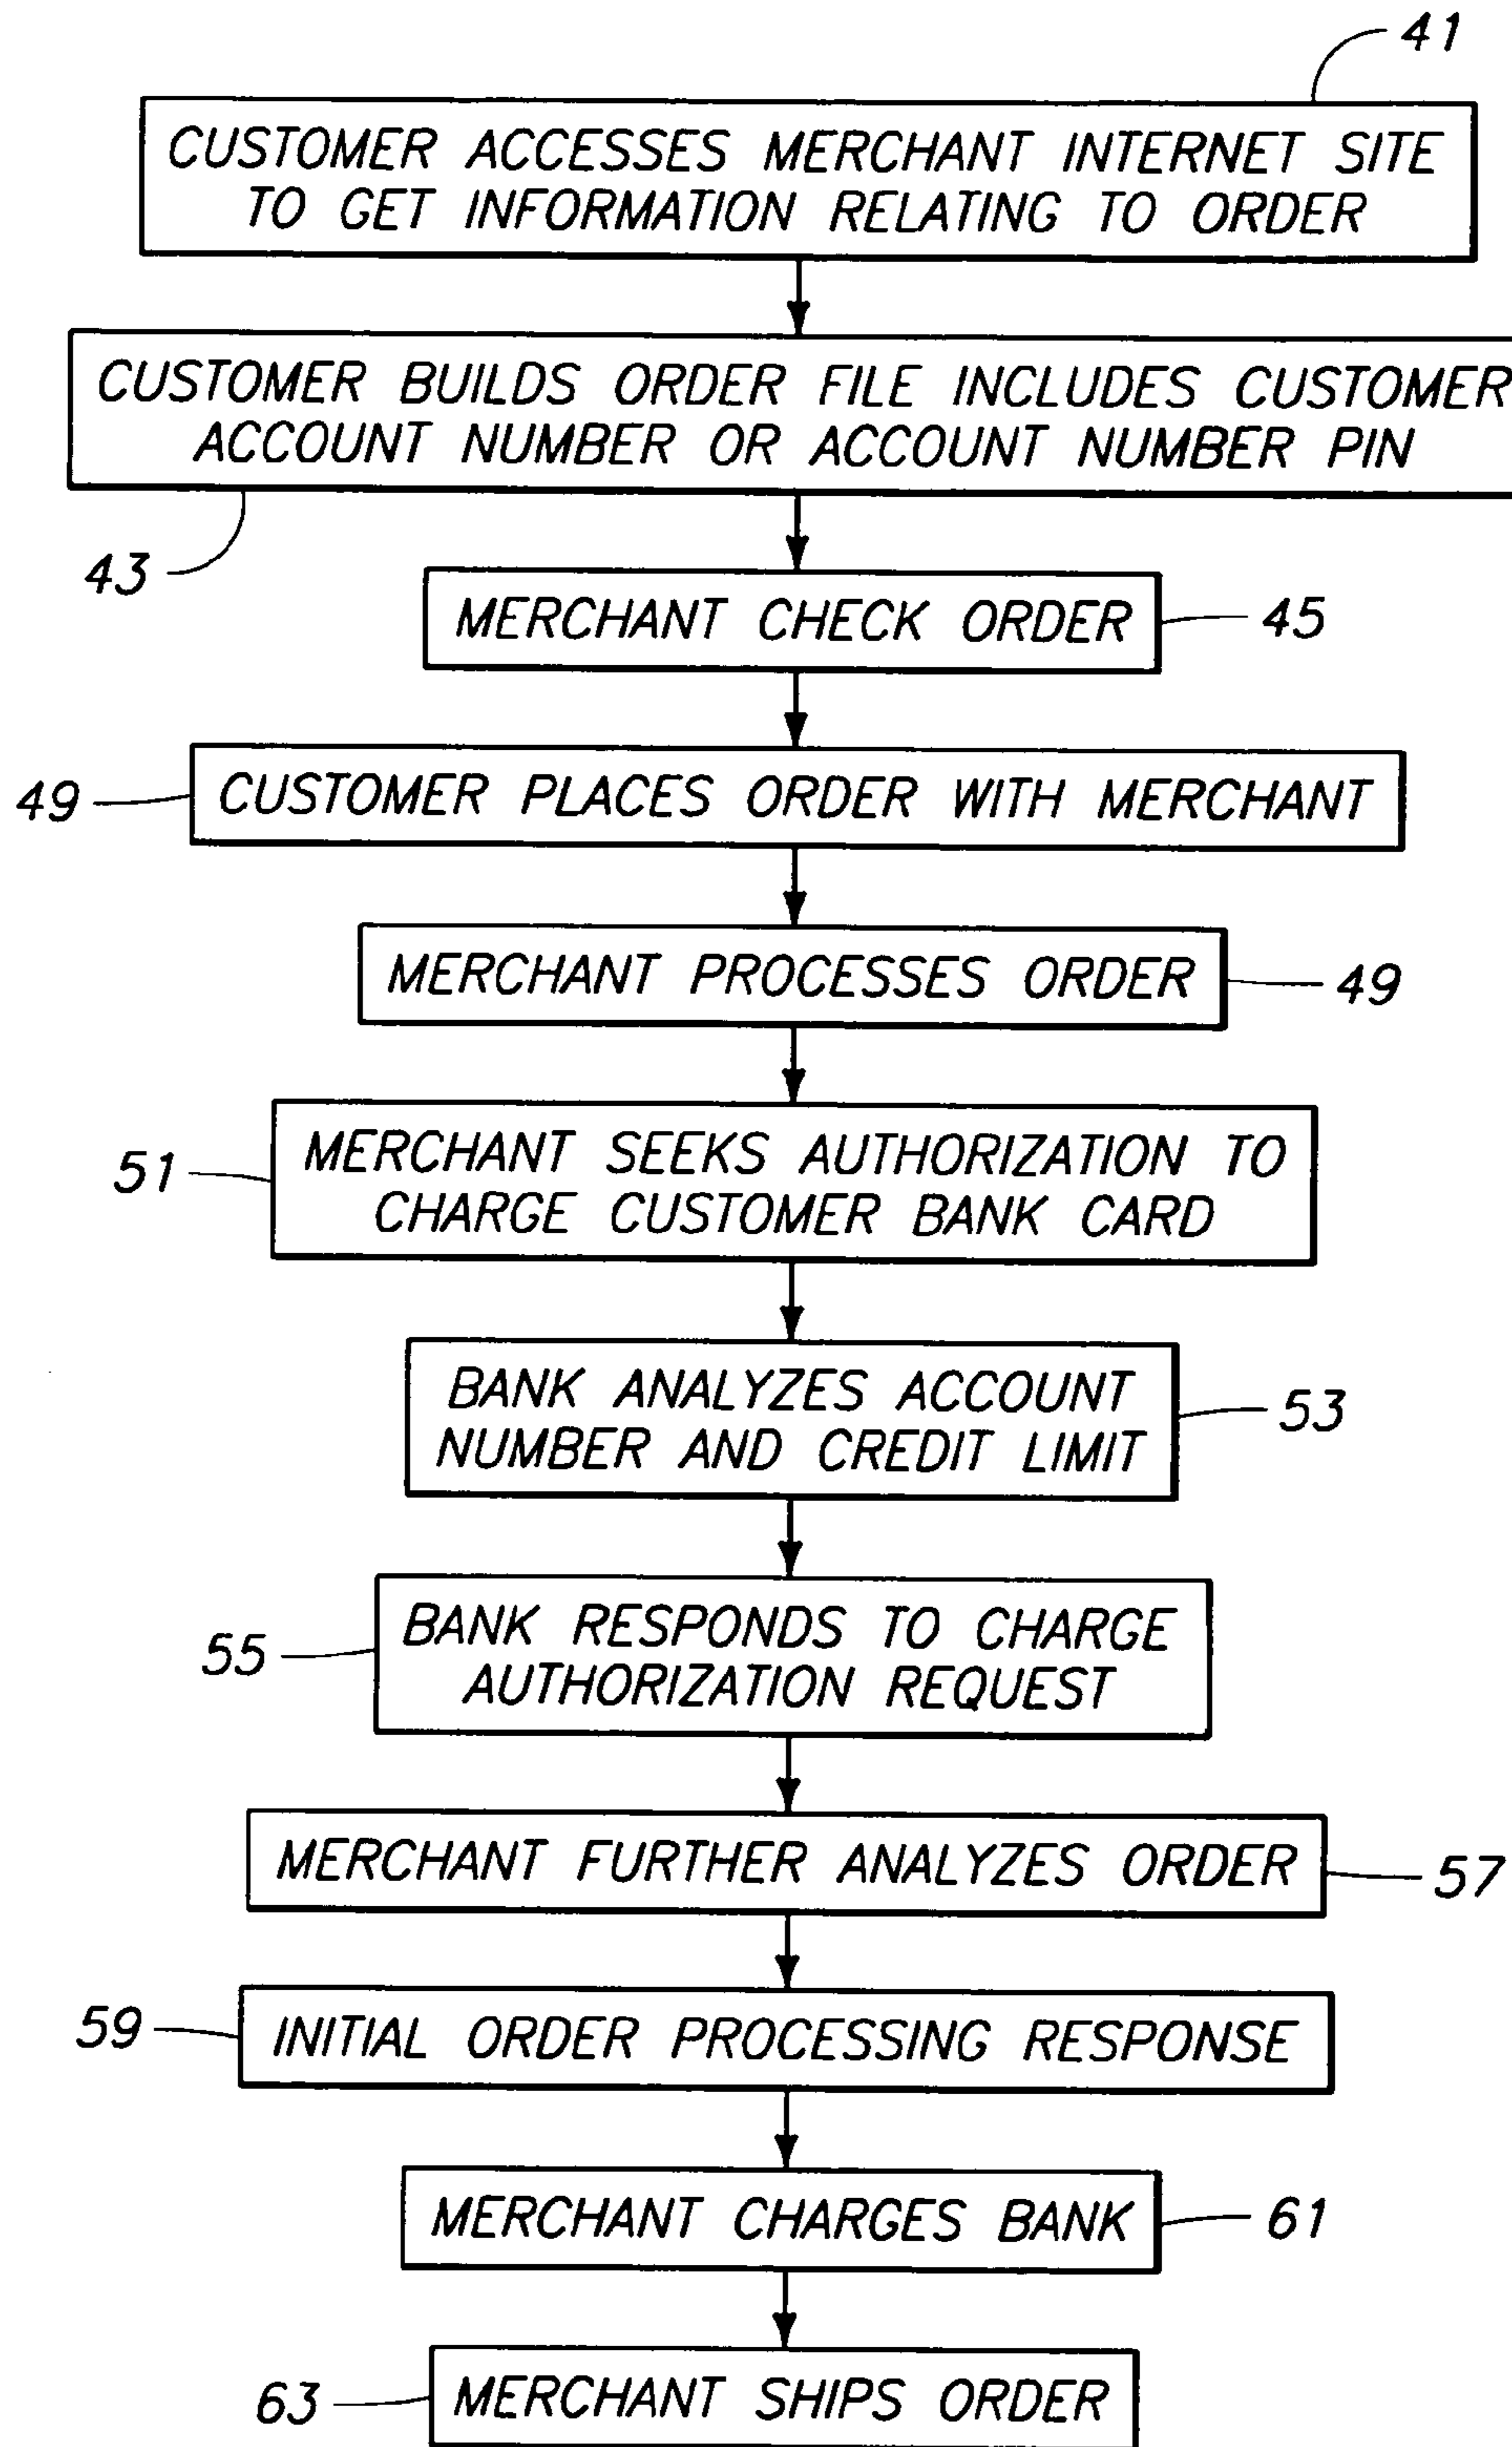 41
CUSTOMER ACCESSES MERCHANT INTERNET SITE
TO GET INFORMATION RELATING TO ORDER
CUSTOMER BUILDS ORDER FILE INCLUDES CUSTOMER
ACCOUNT NUMBER OR ACCOUNT NUMBER PIN
43
MERCHANT CHECK ORDER
45
49
CUSTOMER PLACES ORDER WITH MERCHANT
MERCHANT PROCESSES ORDER
49
51
MERCHANT SEEKS AUTHORIZATION TO
CHARGE CUSTOMER BANK CARD
BANK ANALYZES ACCOUNT
NUMBER AND CREDIT LIMIT
53
55
BANK RESPONDS TO CHARGE
AUTHORIZATION REQUEST
MERCHANT FURTHER ANALYZES ORDER
57
59
INITIAL ORDER PROCESSING RESPONSE
MERCHANT CHARGES BANK
61
63
MERCHANT SHIPS ORDER